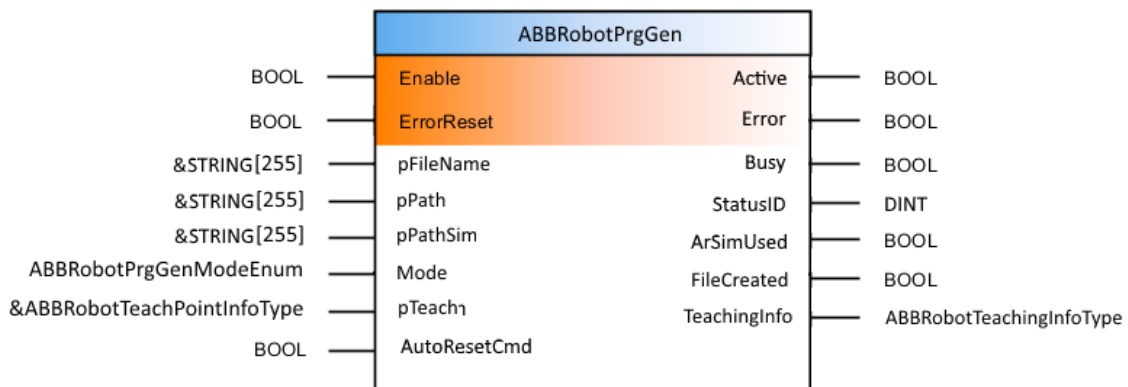 ABBRobotPrgGen
BOOL Enable Active BOOL
BOOL ErrorReset Error BOOL
&STRING[255] pFileName Busy BOOL
&STRING[255] pPath StatusID DINT
&STRING[255] pPathSim ArSimUsed BOOL
ABBRobotPrgGenModeEnum Mode FileCreated BOOL
&ABBRobotTeachPointInfoType pTeach TeachingInfo ABBRobotTeachingInfoType
BOOL AutoResetCmd